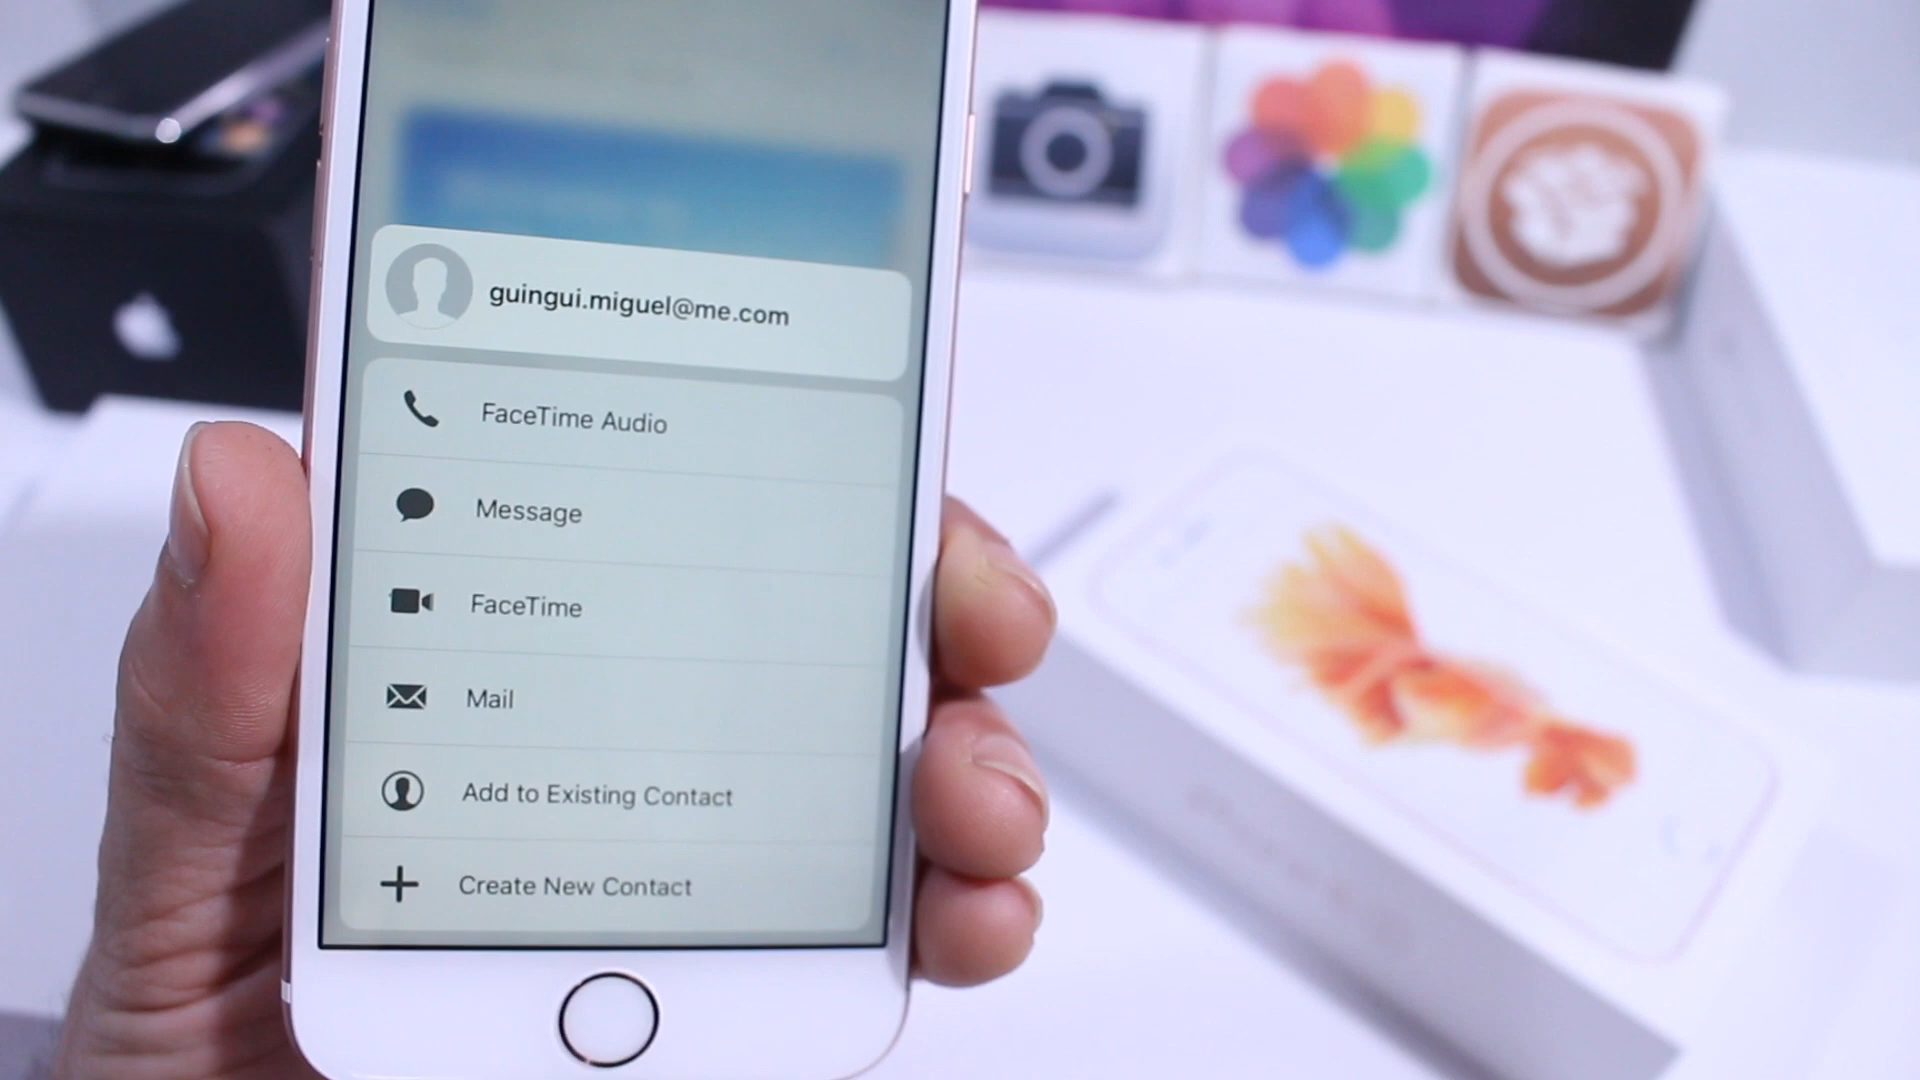 guingui.miguel@me.com
FaceTime Audio
Message
FaceTime
Mail
Add to Existing Contact
Create New Contact